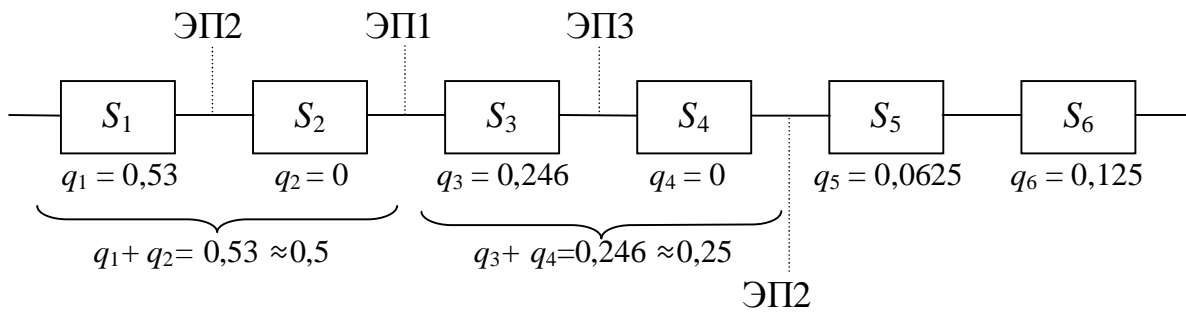 ЭП2 ЭП1 ЭП3
S₁ S₂ S₃ S₄ S₅ S₆
q₁ = 0,53 q₂ = 0 q₃ = 0,246 q₄ = 0 q₅ = 0,0625 q₆ = 0,125
q₁+ q₂= 0,53 ≈0,5 q₃+ q₄=0,246 ≈0,25
ЭП2